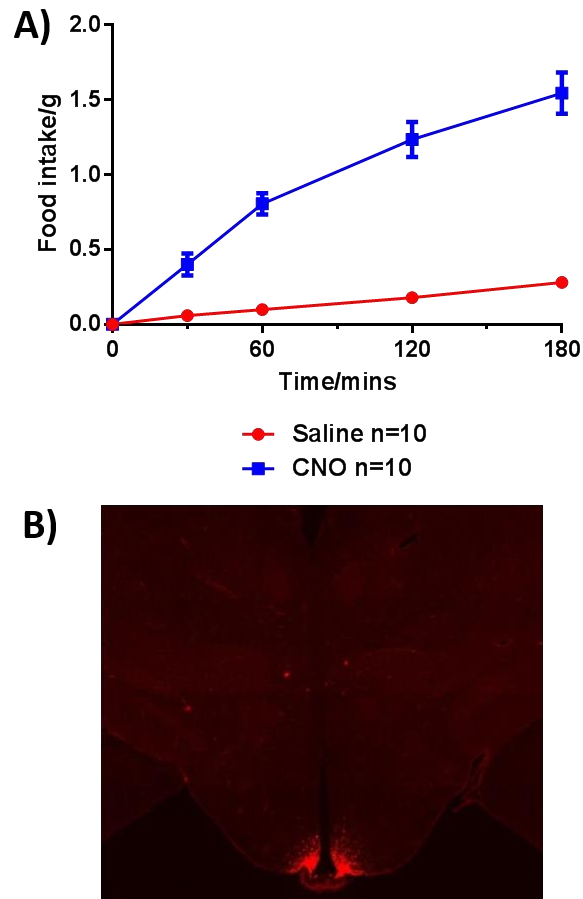 A)
2.0
1.5
1.0
0.5
0.0
Food intake/g
0 60 120 180
Time/mins
Saline n=10
CNO n=10
B)